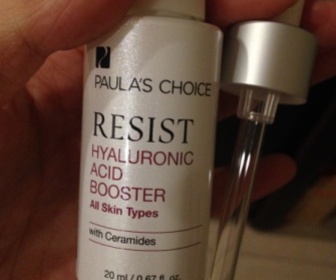 PAULA'S CHOICE
RESIST
HYALURONIC
ACID
BOOSTER
All Skin Types
with Ceramides
20 ml / 0.67 fl. oz.